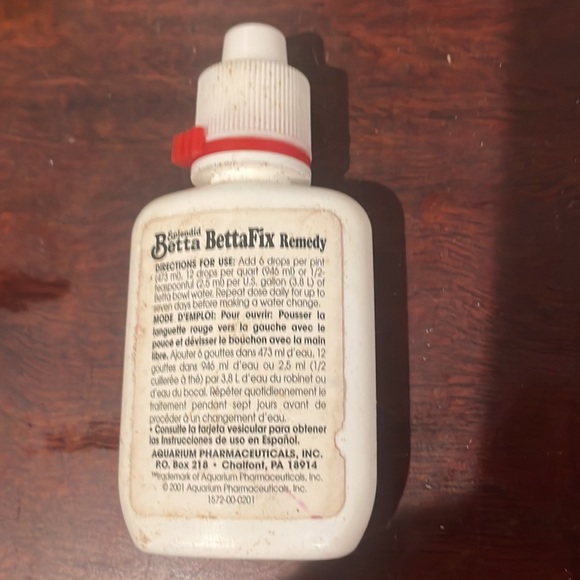 Splendid
Betta BettaFix Remedy
DIRECTIONS FOR USE: Add 6 drops per pint
(473 ml), 12 drops per quart (946 ml) or 1/2-
teaspoonful (2.5 ml) per U.S. gallon (3.8 L) of
betta bowl water. Repeat dose daily for up to
seven days before making a water change.
MODE D'EMPLOI: Pour ouvrir: Pousser la
languette rouge vers la gauche avec le
pouce et dévisser le bouchon avec la main
libre. Ajouter 6 gouttes dans 473 ml d'eau, 12
gouttes dans 946 ml d'eau ou 2,5 ml (1/2
cuillerée à thé) par 3,8 L d'eau du robinet ou
d'eau du bocal. Répéter quotidiennement le
traitement pendant sept jours avant de
procéder à un changement d'eau.
• Consulte la tarjeta vesicular para obtener
las instrucciones de uso en Español.
AQUARIUM PHARMACEUTICALS, INC.
P.O. Box 218 • Chalfont, PA 18914
™Trademark of Aquarium Pharmaceuticals, Inc.
© 2001 Aquarium Pharmaceuticals, Inc.
1572-00-0201